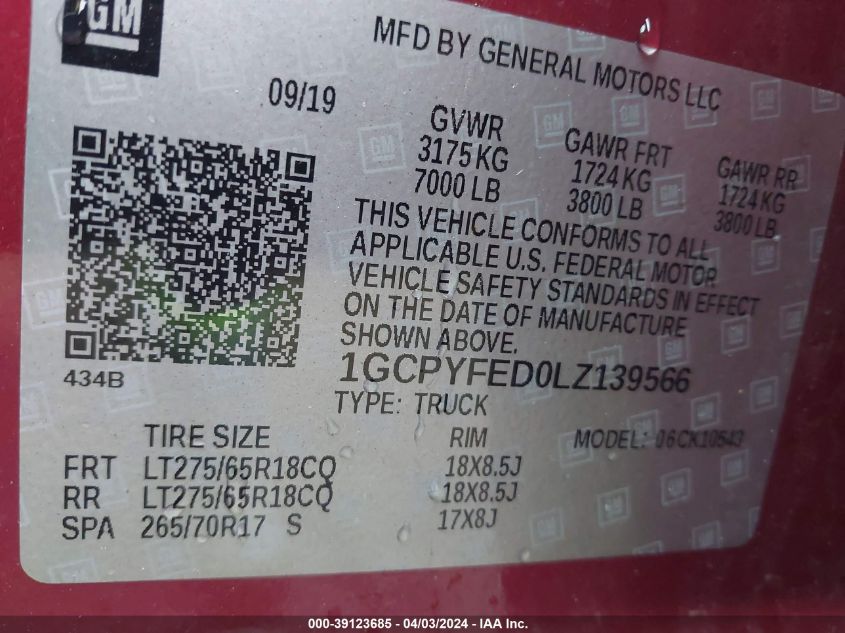 GM
MFD BY GENERAL MOTORS LLC
09/19
GVWR
3175 KG
7000 LB
GAWR FRT
1724 KG
3800 LB
GAWR RR
1724 KG
3800 LB
THIS VEHICLE CONFORMS TO ALL
APPLICABLE U.S. FEDERAL MOTOR
VEHICLE SAFETY STANDARDS IN EFFECT
ON THE DATE OF MANUFACTURE
SHOWN ABOVE.
434B
1GCPYFED0LZ139566
TYPE: TRUCK
TIRE SIZE RIM MODEL: 06CK10543
FRT LT275/65R18CQ 18X8.5J
RR LT275/65R18CQ 18X8.5J
SPA 265/70R17 S 17X8J
000-39123685 - 04/03/2024 - IAA Inc.